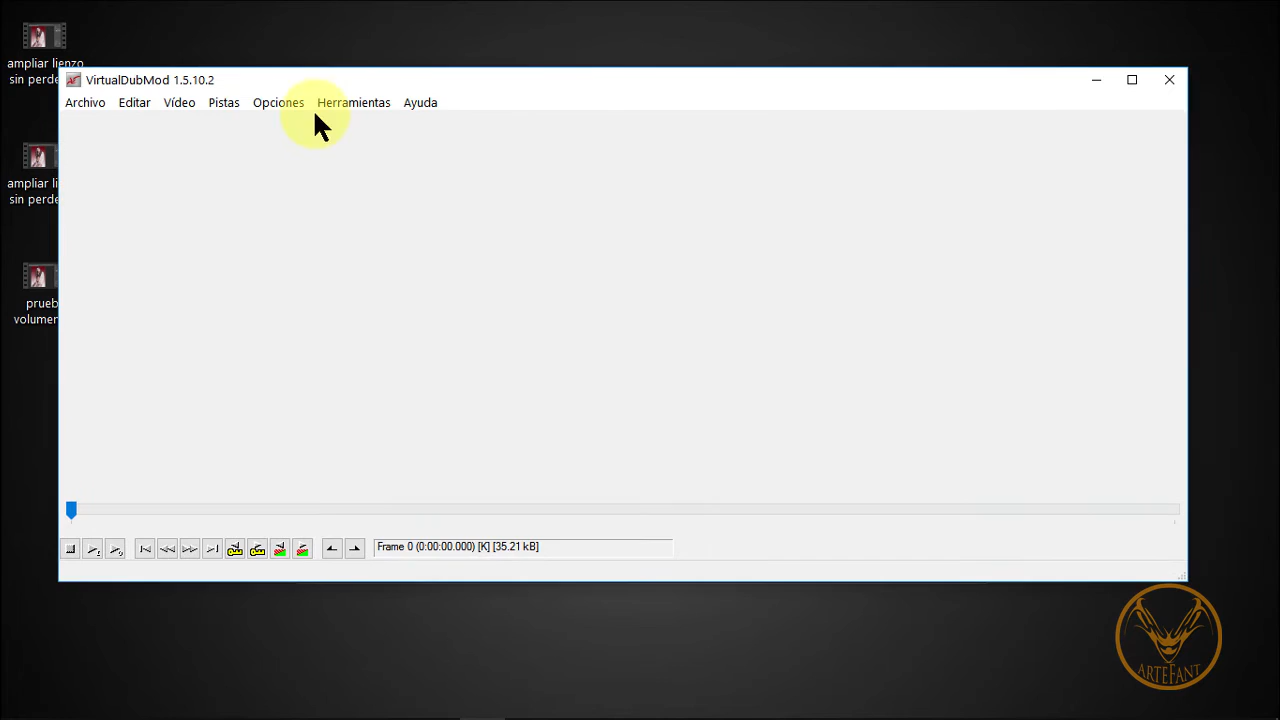 ampliar lienzo
sin perde
VirtualDubMod 1.5.10.2
Archivo Editar Vídeo Pistas Opciones Herramientas Ayuda
ampliar li
sin perde
prueb
volumen
Frame 0 (0:00:00.000) [K] [35.21 kB]
ARTEFANT